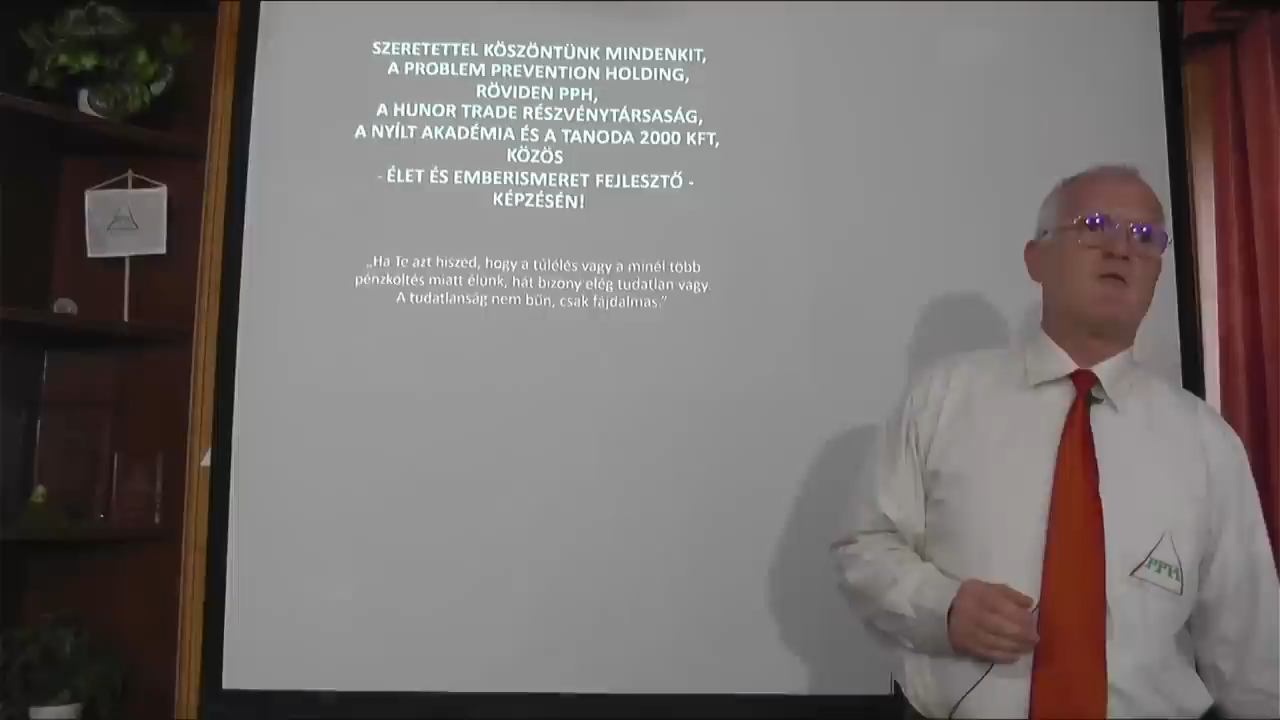 SZERETETTEL KÖSZÖNTÜNK MINDENKIT,
A PROBLEM PREVENTION HOLDING,
RÖVIDEN PPH,
A HUNOR TRADE RÉSZVÉNYTÁRSASÁG,
A NYÍLT AKADÉMIA ÉS A TANODA 2000 KFT,
KÖZÖS
- ÉLET ÉS EMBERISMERET FEJLESZTŐ -
KÉPZÉSÉN!
„Ha Te azt hiszed, hogy a túlélés vagy a minél több
pénzköltés miatt élünk, hát bizony elég tudatlan vagy.
A tudatlanság nem bűn, csak fájdalmas.”
PPH